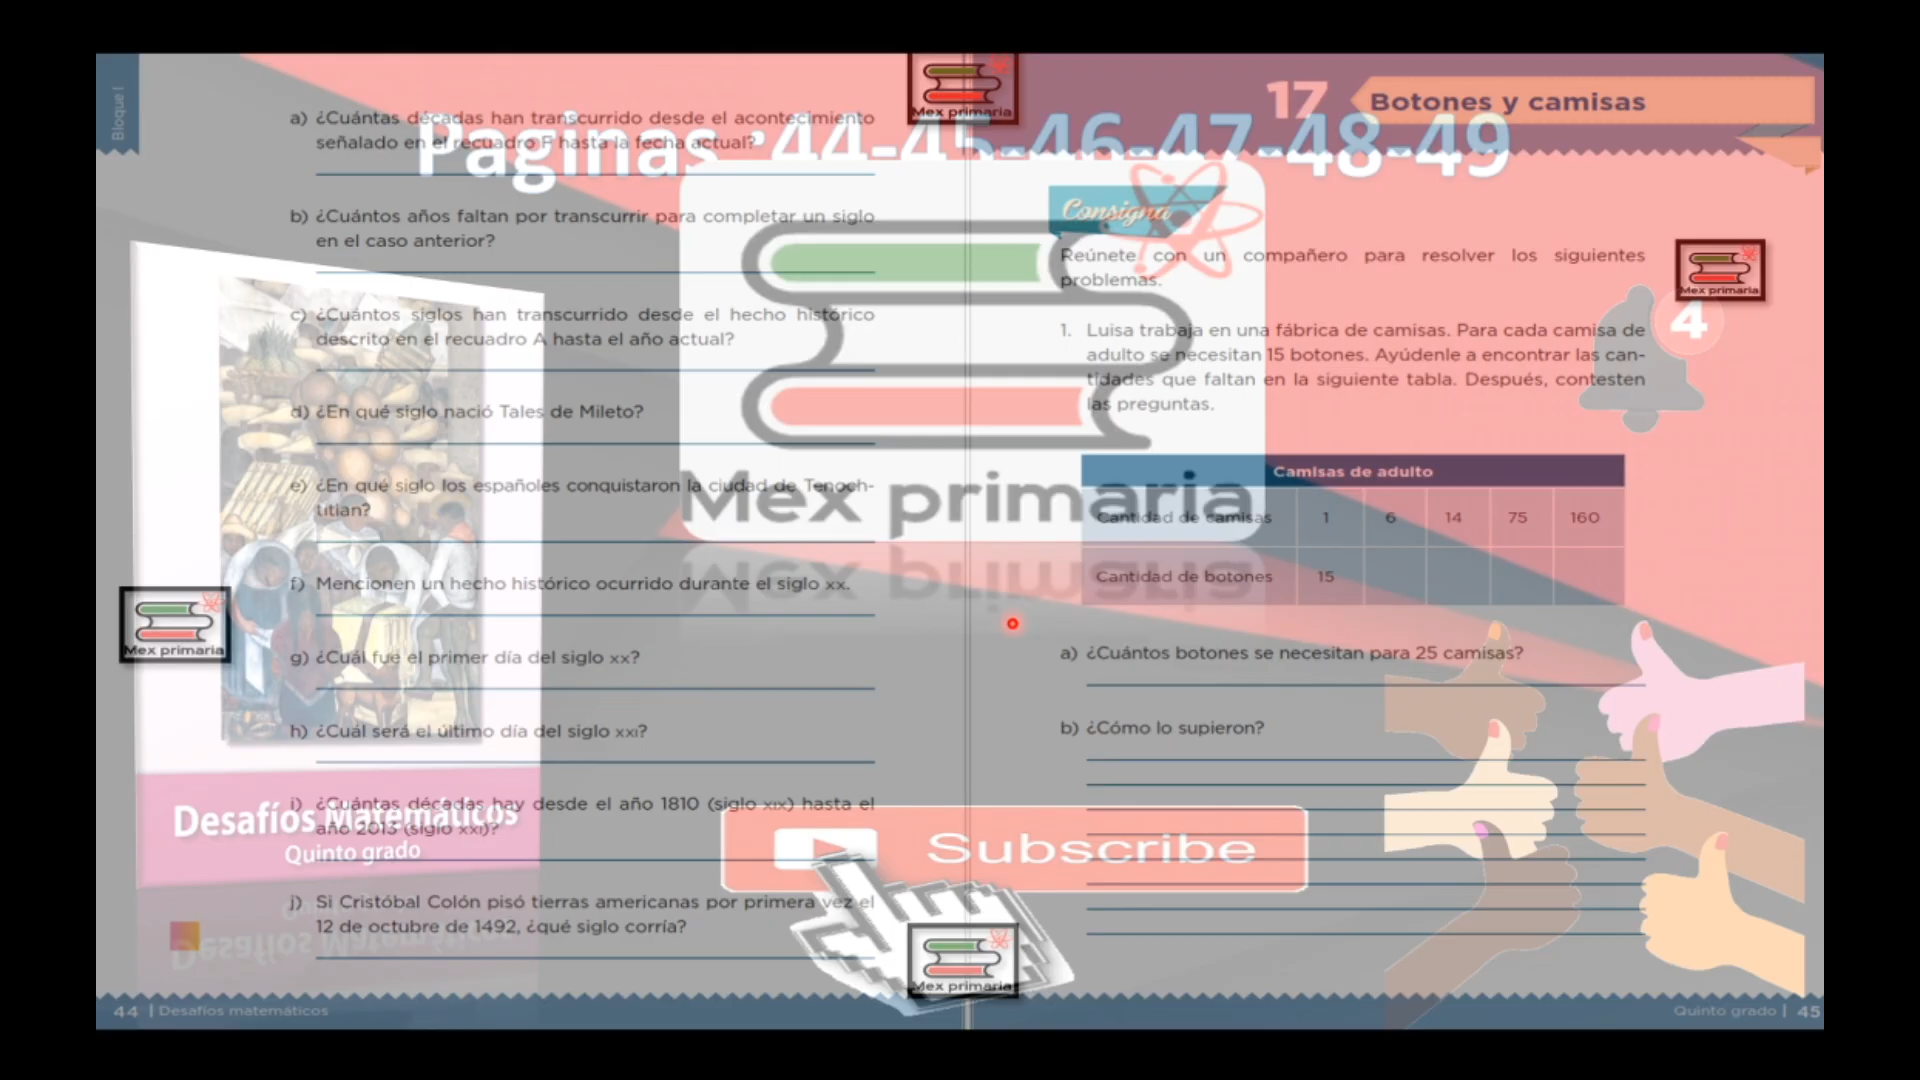 Bloque I
Paginas 44-45-46-47-48-49
a) ¿Cuántas décadas han transcurrido desde el acontecimiento
señalado en el recuadro F hasta la fecha actual?
b) ¿Cuántos años faltan por transcurrir para completar un siglo
en el caso anterior?
c) ¿Cuántos siglos han transcurrido desde el hecho histórico
descrito en el recuadro A hasta el año actual?
d) ¿En qué siglo nació Tales de Mileto?
e) ¿En qué siglo los españoles conquistaron la ciudad de Tenoch-
titlan?
f) Mencionen un hecho histórico ocurrido durante el siglo XX.
g) ¿Cuál fue el primer día del siglo XX?
h) ¿Cuál será el último día del siglo XXI?
i) ¿Cuántas décadas hay desde el año 1810 (siglo XIX) hasta el
año 2013 (siglo XXI)?
j) Si Cristóbal Colón pisó tierras americanas por primera vez el
12 de octubre de 1492, ¿qué siglo corría?
44 | Desafíos matemáticos
Desafíos Matemáticos
Quinto grado
Mex primaria
Mex primaria
Mex primaria
Mex primaria
Mex primaria
Subscribe
17 Botones y camisas
Consigna
Reúnete con un compañero para resolver los siguientes
problemas.
4
1. Luisa trabaja en una fábrica de camisas. Para cada camisa de
adulto se necesitan 15 botones. Ayúdenle a encontrar las can-
tidades que faltan en la siguiente tabla. Después, contesten
las preguntas.
Camisas de adulto
Cantidad de camisas 1 6 14 75 160
Cantidad de botones 15
a) ¿Cuántos botones se necesitan para 25 camisas?
b) ¿Cómo lo supieron?
Quinto grado | 45